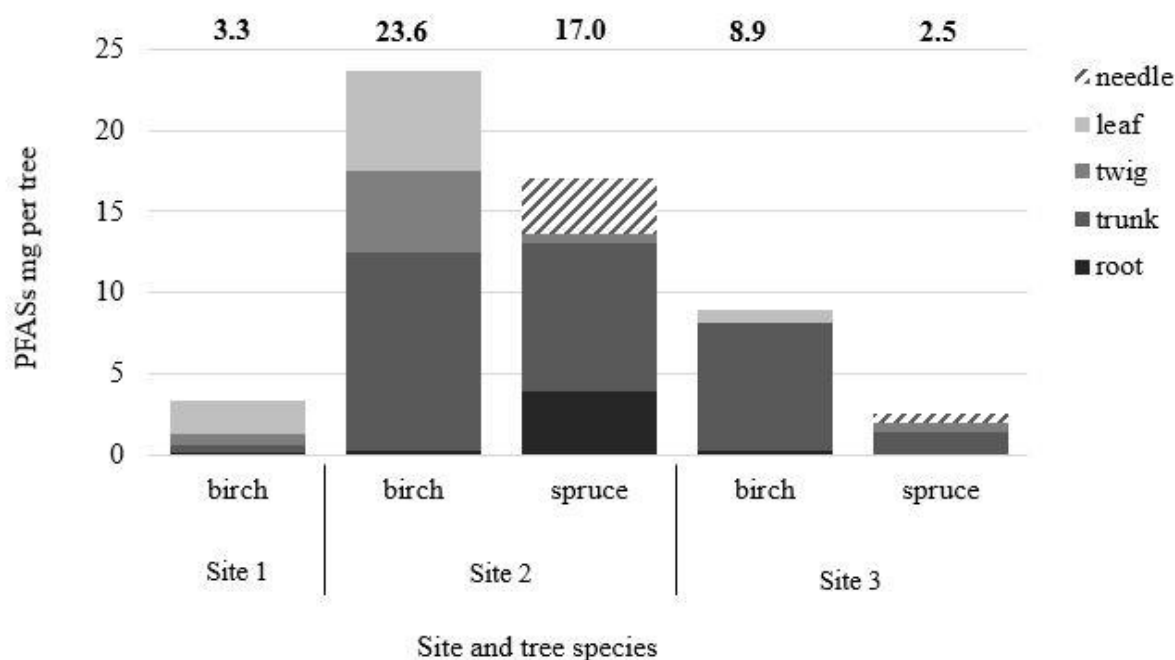 3.3 23.6 17.0 8.9 2.5
25
20
15
10
5
0
PFASs mg per tree
needle
leaf
twig
trunk
root
birch birch spruce birch spruce
Site 1 Site 2 Site 3
Site and tree species